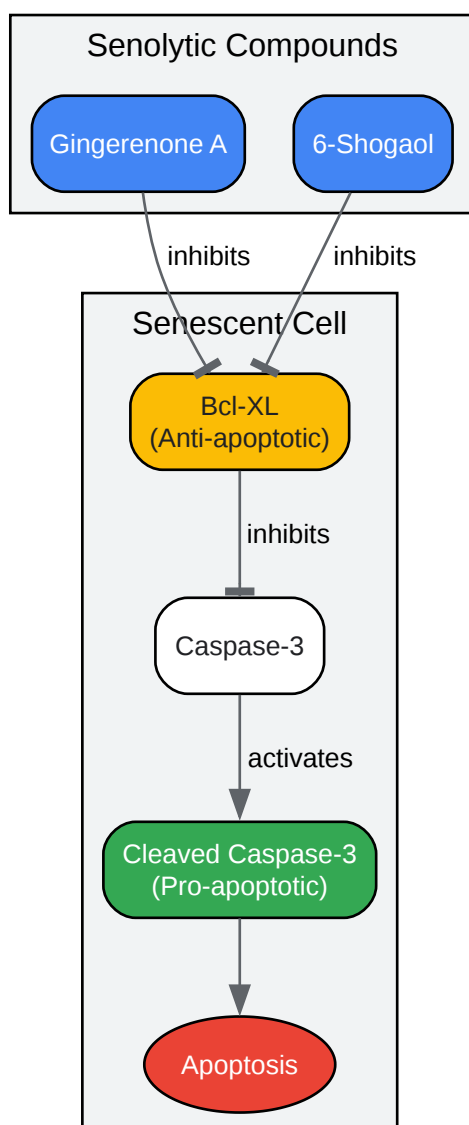 Senolytic Compounds
Gingerenone A
6-Shogaol
inhibits
inhibits
Senescent Cell
Bcl-XL
(Anti-apoptotic)
inhibits
Caspase-3
activates
Cleaved Caspase-3
(Pro-apoptotic)
Apoptosis